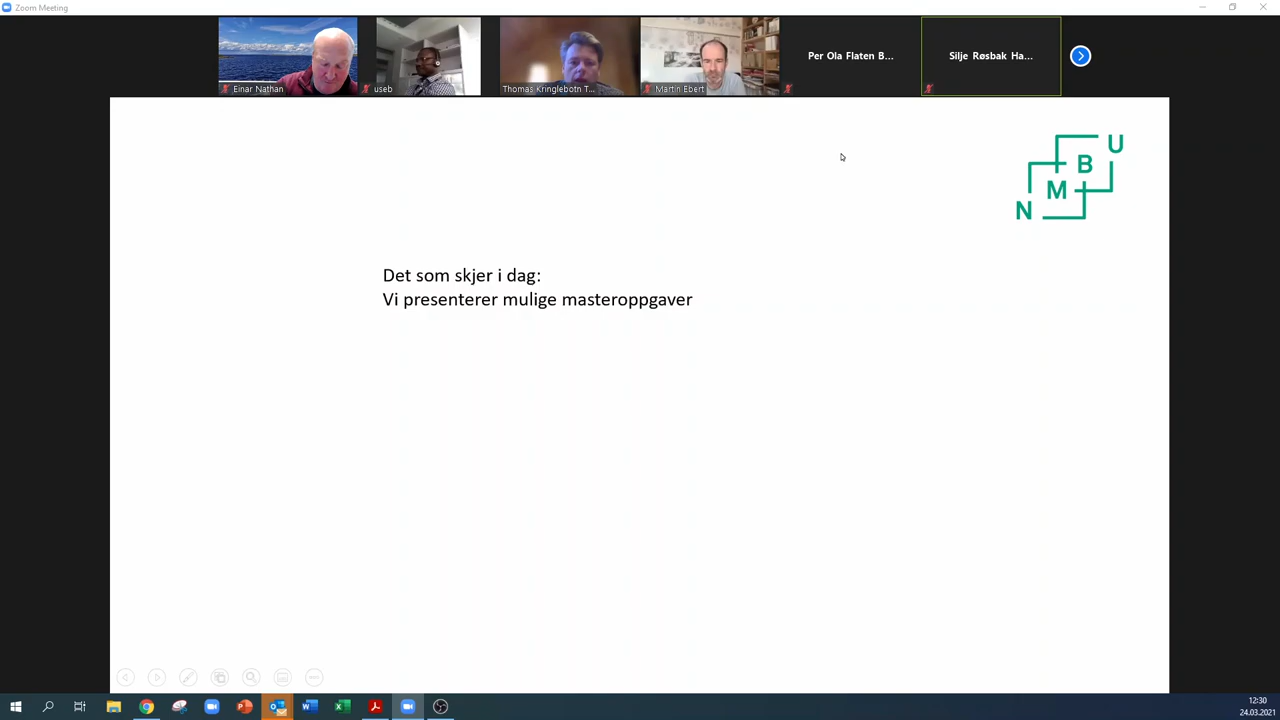 Zoom Meeting
Einar Nathan
useb
Thomas Kringlebotn T...
Martin Ebert
Per Ola Flaten B...
Silje Røsbak Ha...
U
B
M
N
Det som skjer i dag:
Vi presenterer mulige masteroppgaver
12:30
24.03.2021